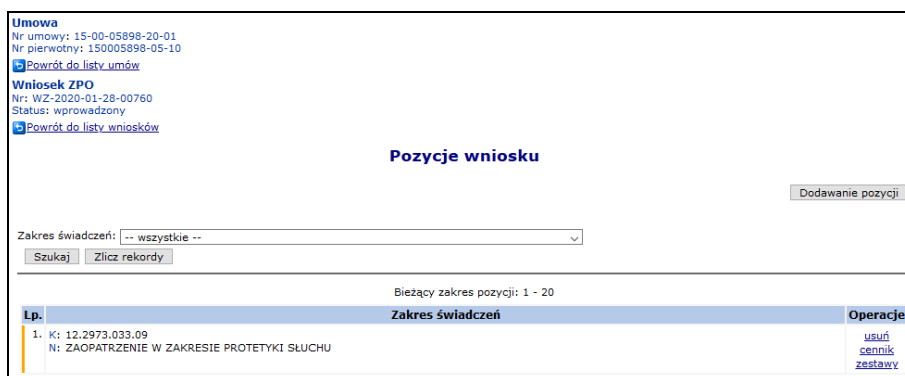 Umowa
Nr umowy: 15-00-05898-20-01
Nr pierwotny: 150005898-05-10
Powrót do listy umów
Wniosek ZPO
Nr: WZ-2020-01-28-00760
Status: wprowadzony
Powrót do listy wniosków
Pozycje wniosku
Dodawanie pozycji
Zakres świadczeń: -- wszystkie --
Szukaj Zlicz rekordy
Bieżący zakres pozycji: 1 - 20
Lp. Zakres świadczeń Operacje
1. K: 12.2973.033.09 usuń
N: ZAOPATRZENIE W ZAKRESIE PROTETYKI SŁUCHU cennik
zestawy